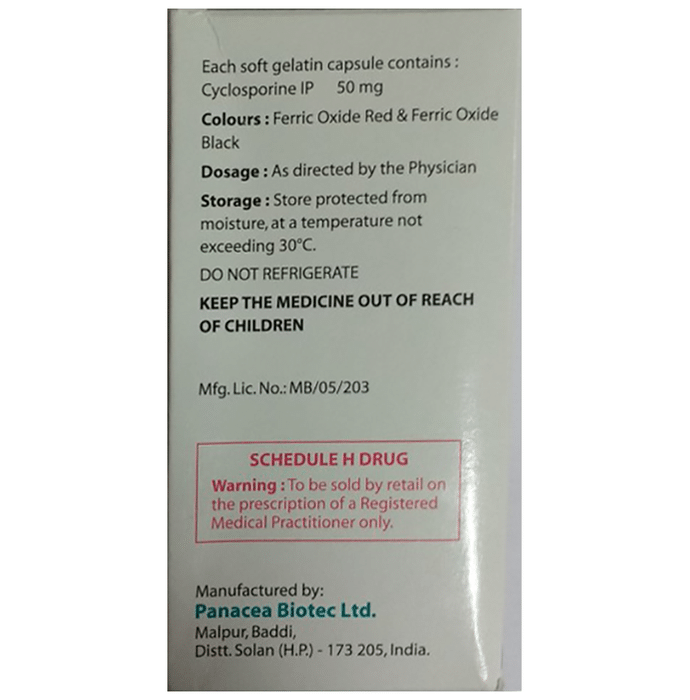 Each soft gelatin capsule contains :
Cyclosporine IP 50 mg
Colours : Ferric Oxide Red & Ferric Oxide
Black
Dosage : As directed by the Physician
Storage : Store protected from
moisture, at a temperature not
exceeding 30°C.
DO NOT REFRIGERATE
KEEP THE MEDICINE OUT OF REACH
OF CHILDREN
Mfg. Lic. No.: MB/05/203
SCHEDULE H DRUG
Warning : To be sold by retail on
the prescription of a Registered
Medical Practitioner only.
Manufactured by:
Panacea Biotec Ltd.
Malpur, Baddi,
Distt. Solan (H.P.) - 173 205, India.